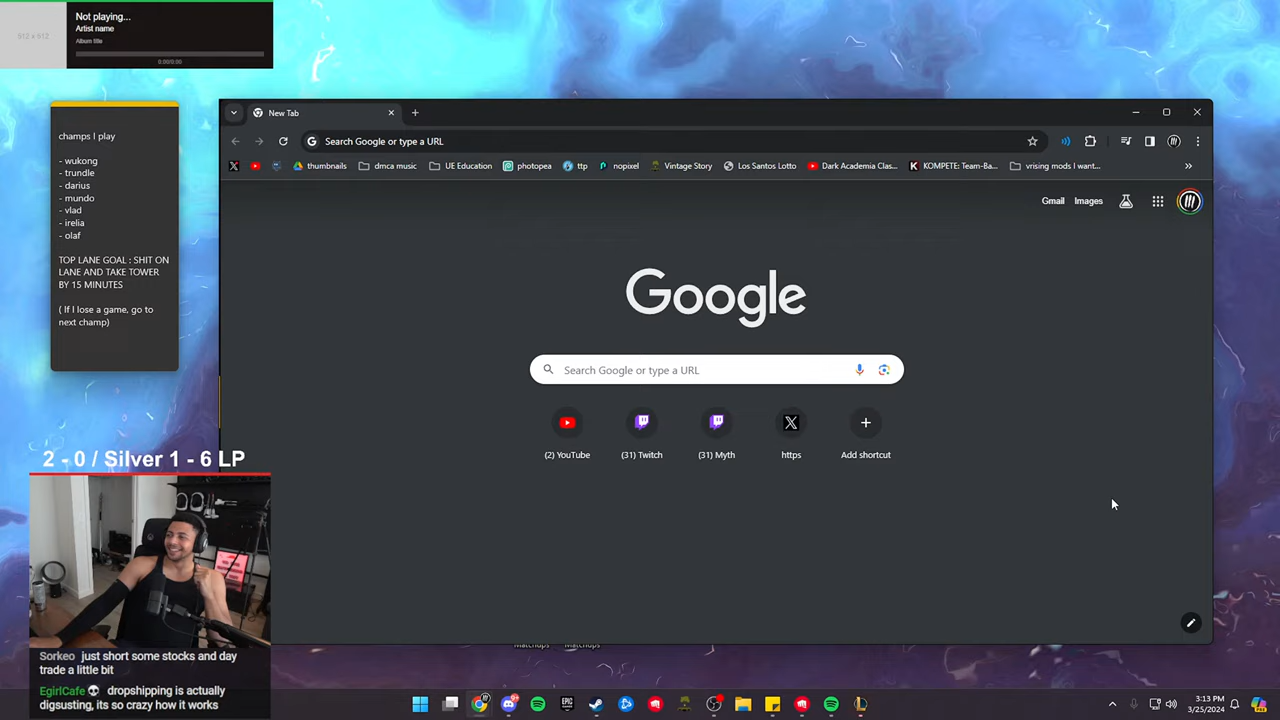 512 x 512
Not playing...
Artist name
Album title
0:00/0:00
New Tab
Search Google or type a URL
thumbnails
dmca music
UE Education
photopea
ttp
nopixel
Vintage Story
Los Santos Lotto
Dark Academia Clas...
KOMPETE: Team-Ba...
vrising mods I want...
»
champs I play
- wukong
- trundle
- darius
- mundo
- vlad
- irelia
- olaf
TOP LANE GOAL : SHIT ON
LANE AND TAKE TOWER
BY 15 MINUTES
( If I lose a game, go to
next champ)
Gmail
Images
Google
Search Google or type a URL
(2) YouTube
(31) Twitch
(31) Myth
https
Add shortcut
2 - 0 / Silver 1 - 6 LP
Sorkeo just short some stocks and day
trade a little bit
EgirlCafe 💀 dropshipping is actually
digsusting, its so crazy how it works
Matchups
Matchups
3:13 PM
3/25/2024